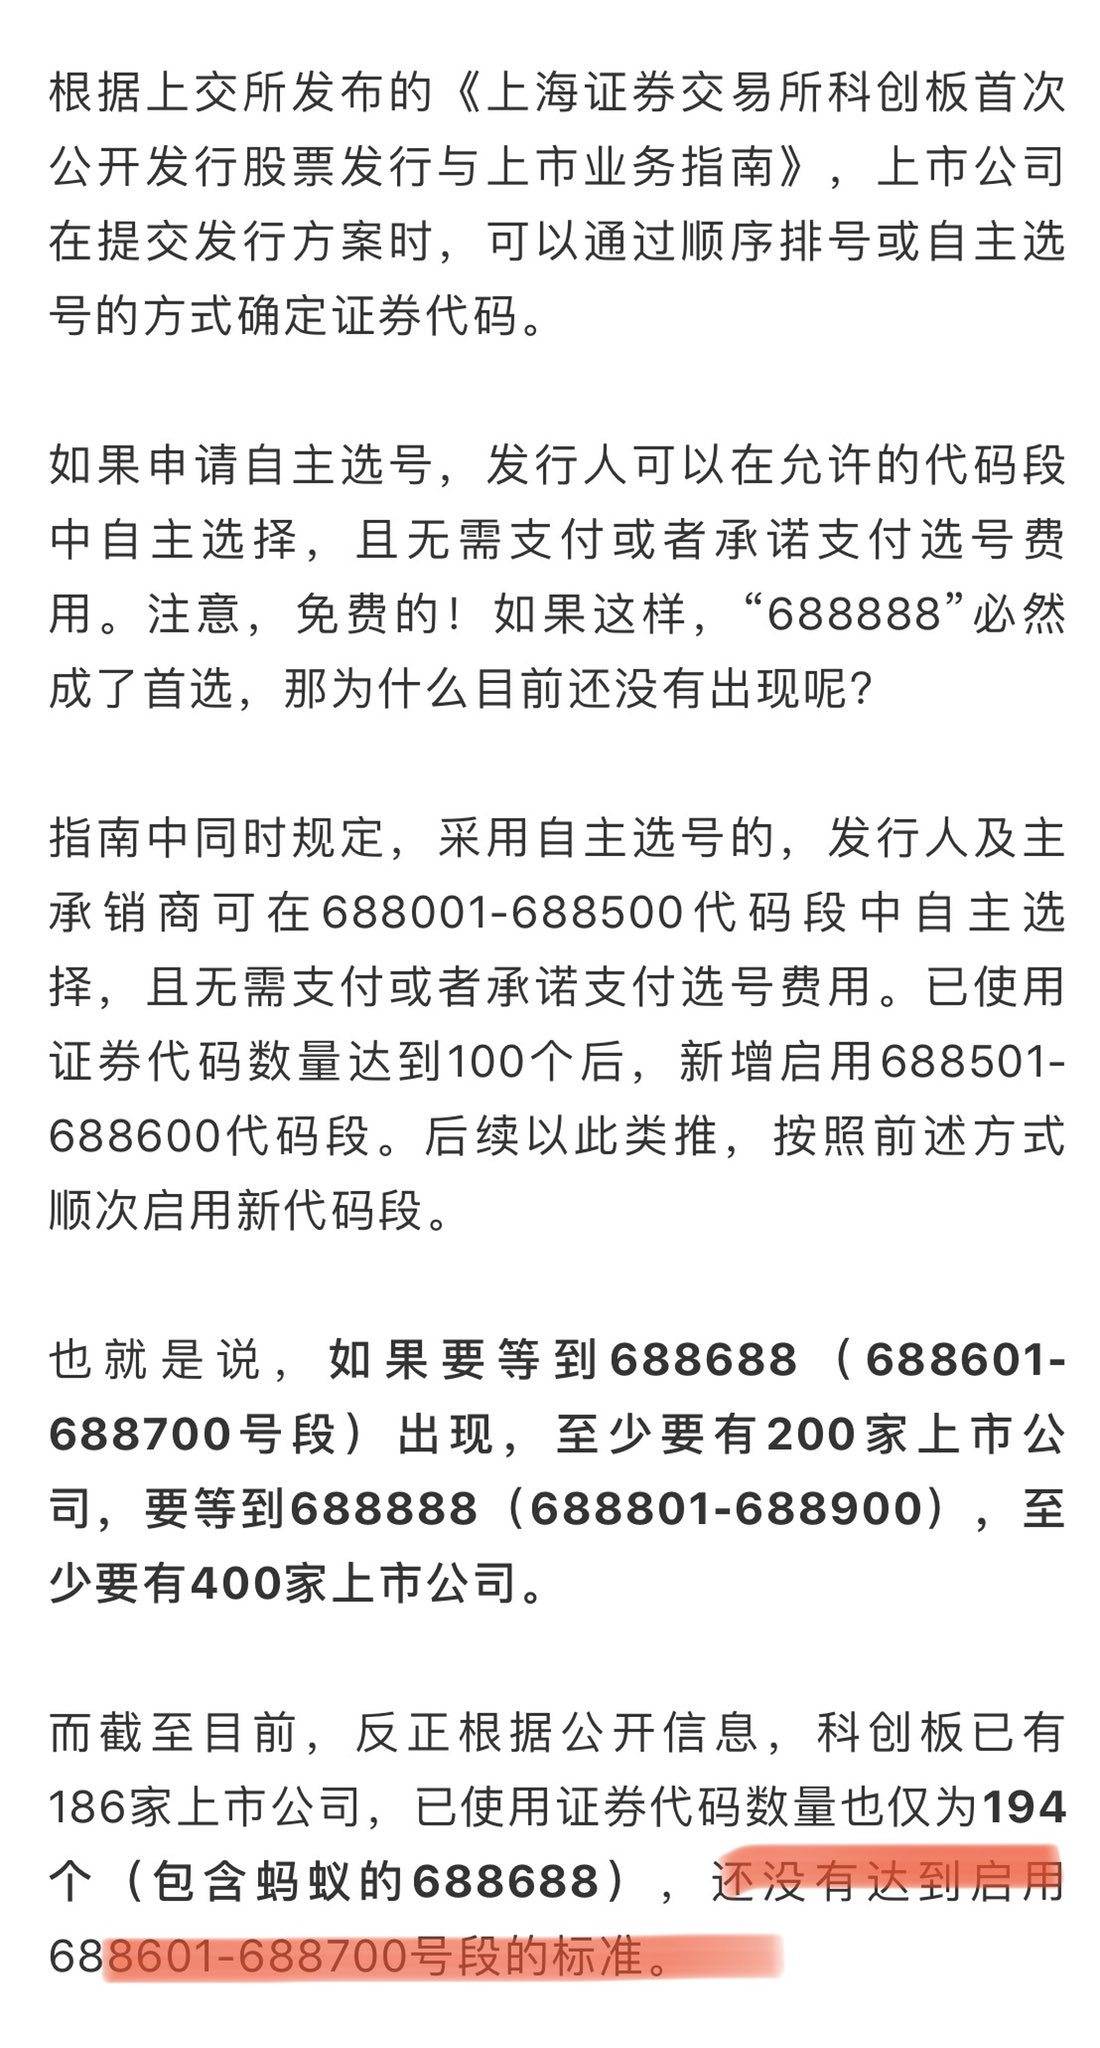 根据上交所发布的《上海证券交易所科创板首次
公开发行股票发行与上市业务指南》，上市公司
在提交发行方案时，可以通过顺序排号或自主选
号的方式确定证券代码。
如果申请自主选号，发行人可以在允许的代码段
中自主选择，且无需支付或者承诺支付选号费
用。注意，免费的！如果这样，“688888”必然
成了首选，那为什么目前还没有出现呢？
指南中同时规定，采用自主选号的，发行人及主
承销商可在688001-688500代码段中自主选
择，且无需支付或者承诺支付选号费用。已使用
证券代码数量达到100个后，新增启用688501-
688600代码段。后续以此类推，按照前述方式
顺次启用新代码段。
也就是说，如果要等到688688（688601-
688700号段）出现，至少要有200家上市公
司，要等到688888（688801-688900），至
少要有400家上市公司。
而截至目前，反正根据公开信息，科创板已有
186家上市公司，已使用证券代码数量也仅为194
个（包含蚂蚁的688688），还没有达到启用
688601-688700号段的标准。